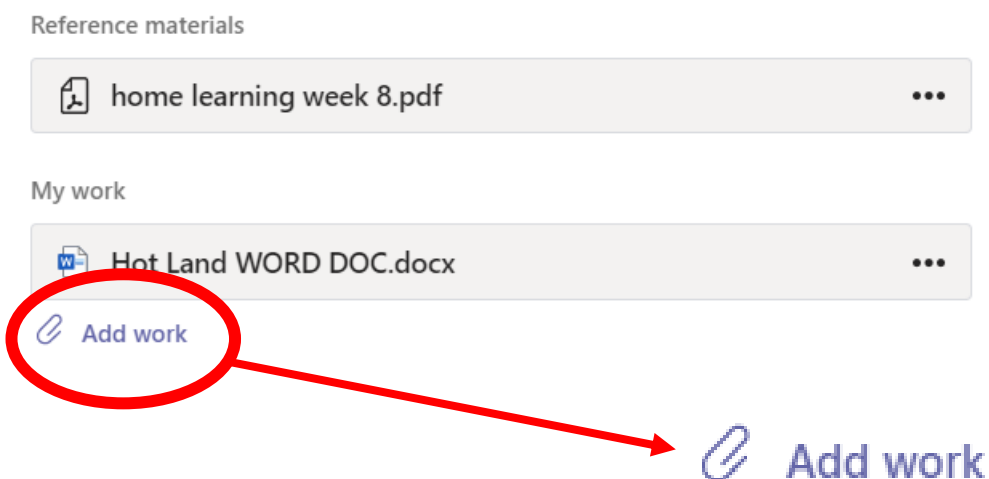 Reference materials
home learning week 8.pdf
My work
Hot Land WORD DOC.docx
Add work
Add work